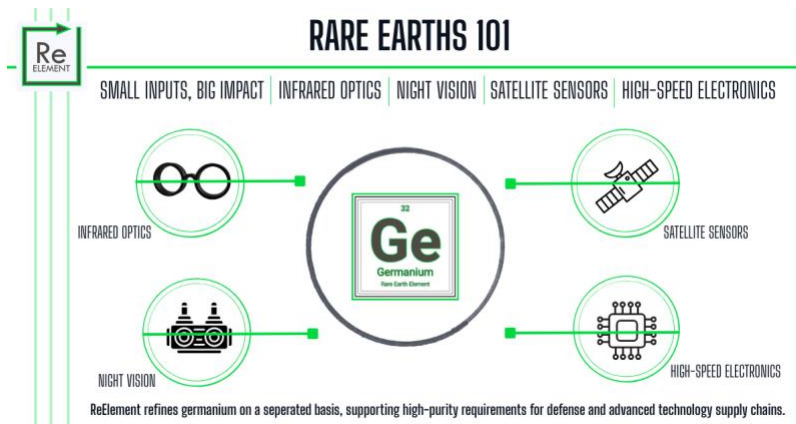 Re
ELEMENT
RARE EARTHS 101
SMALL INPUTS, BIG IMPACT | INFRARED OPTICS | NIGHT VISION | SATELLITE SENSORS | HIGH-SPEED ELECTRONICS
INFRARED OPTICS
SATELLITE SENSORS
32
Ge
Germanium
Rare Earth Element
NIGHT VISION
HIGH-SPEED ELECTRONICS
ReElement refines germanium on a seperated basis, supporting high-purity requirements for defense and advanced technology supply chains.